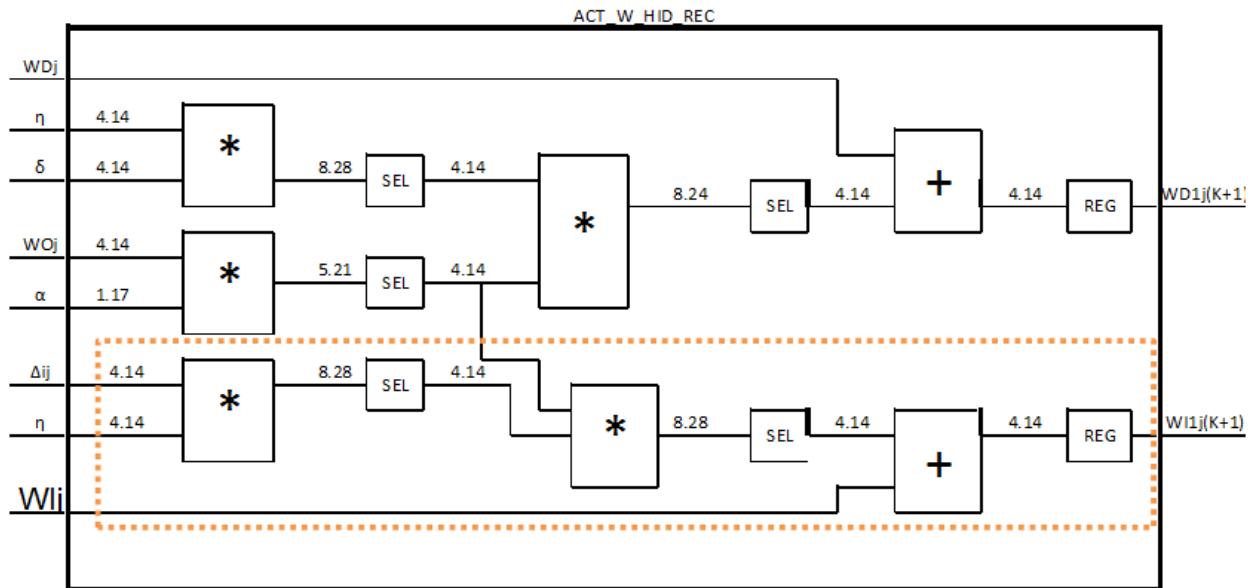 ACT_W_HID_REC
WDj
η 4.14
*
δ 4.14 8.28 SEL 4.14
+
* 8.24 SEL 4.14 4.14 REG WD1j(K+1)
WOj 4.14
* 5.21 SEL 4.14
α 1.17
Δij 4.14 8.28 SEL 4.14
*
η 4.14 * 8.28 SEL 4.14 4.14 REG WI1j(K+1)
+
WIj